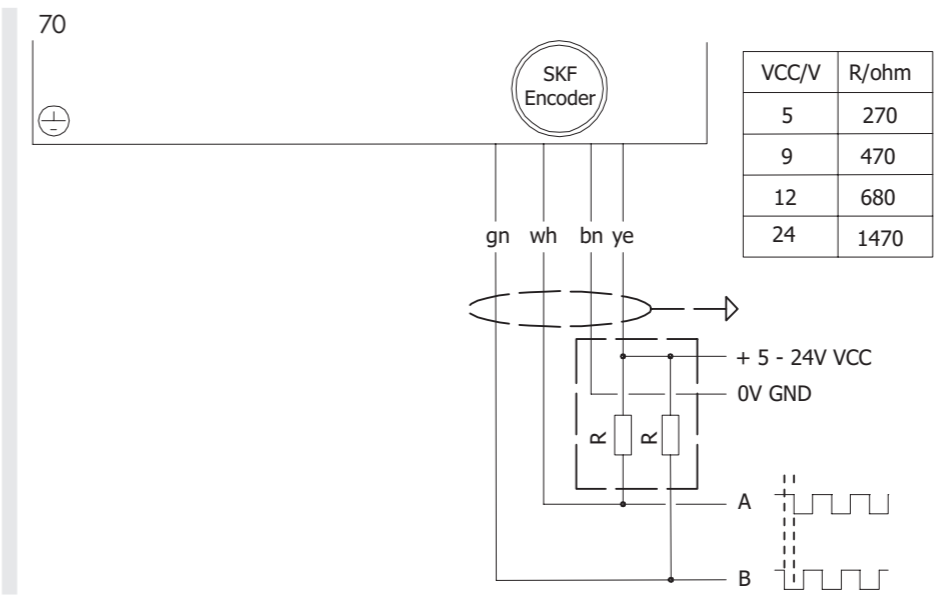 70
SKF
Encoder
VCC/V R/ohm
5 270
9 470
12 680
24 1470
gn wh bn ye
+ 5 - 24V VCC
0V GND
R R
A
B